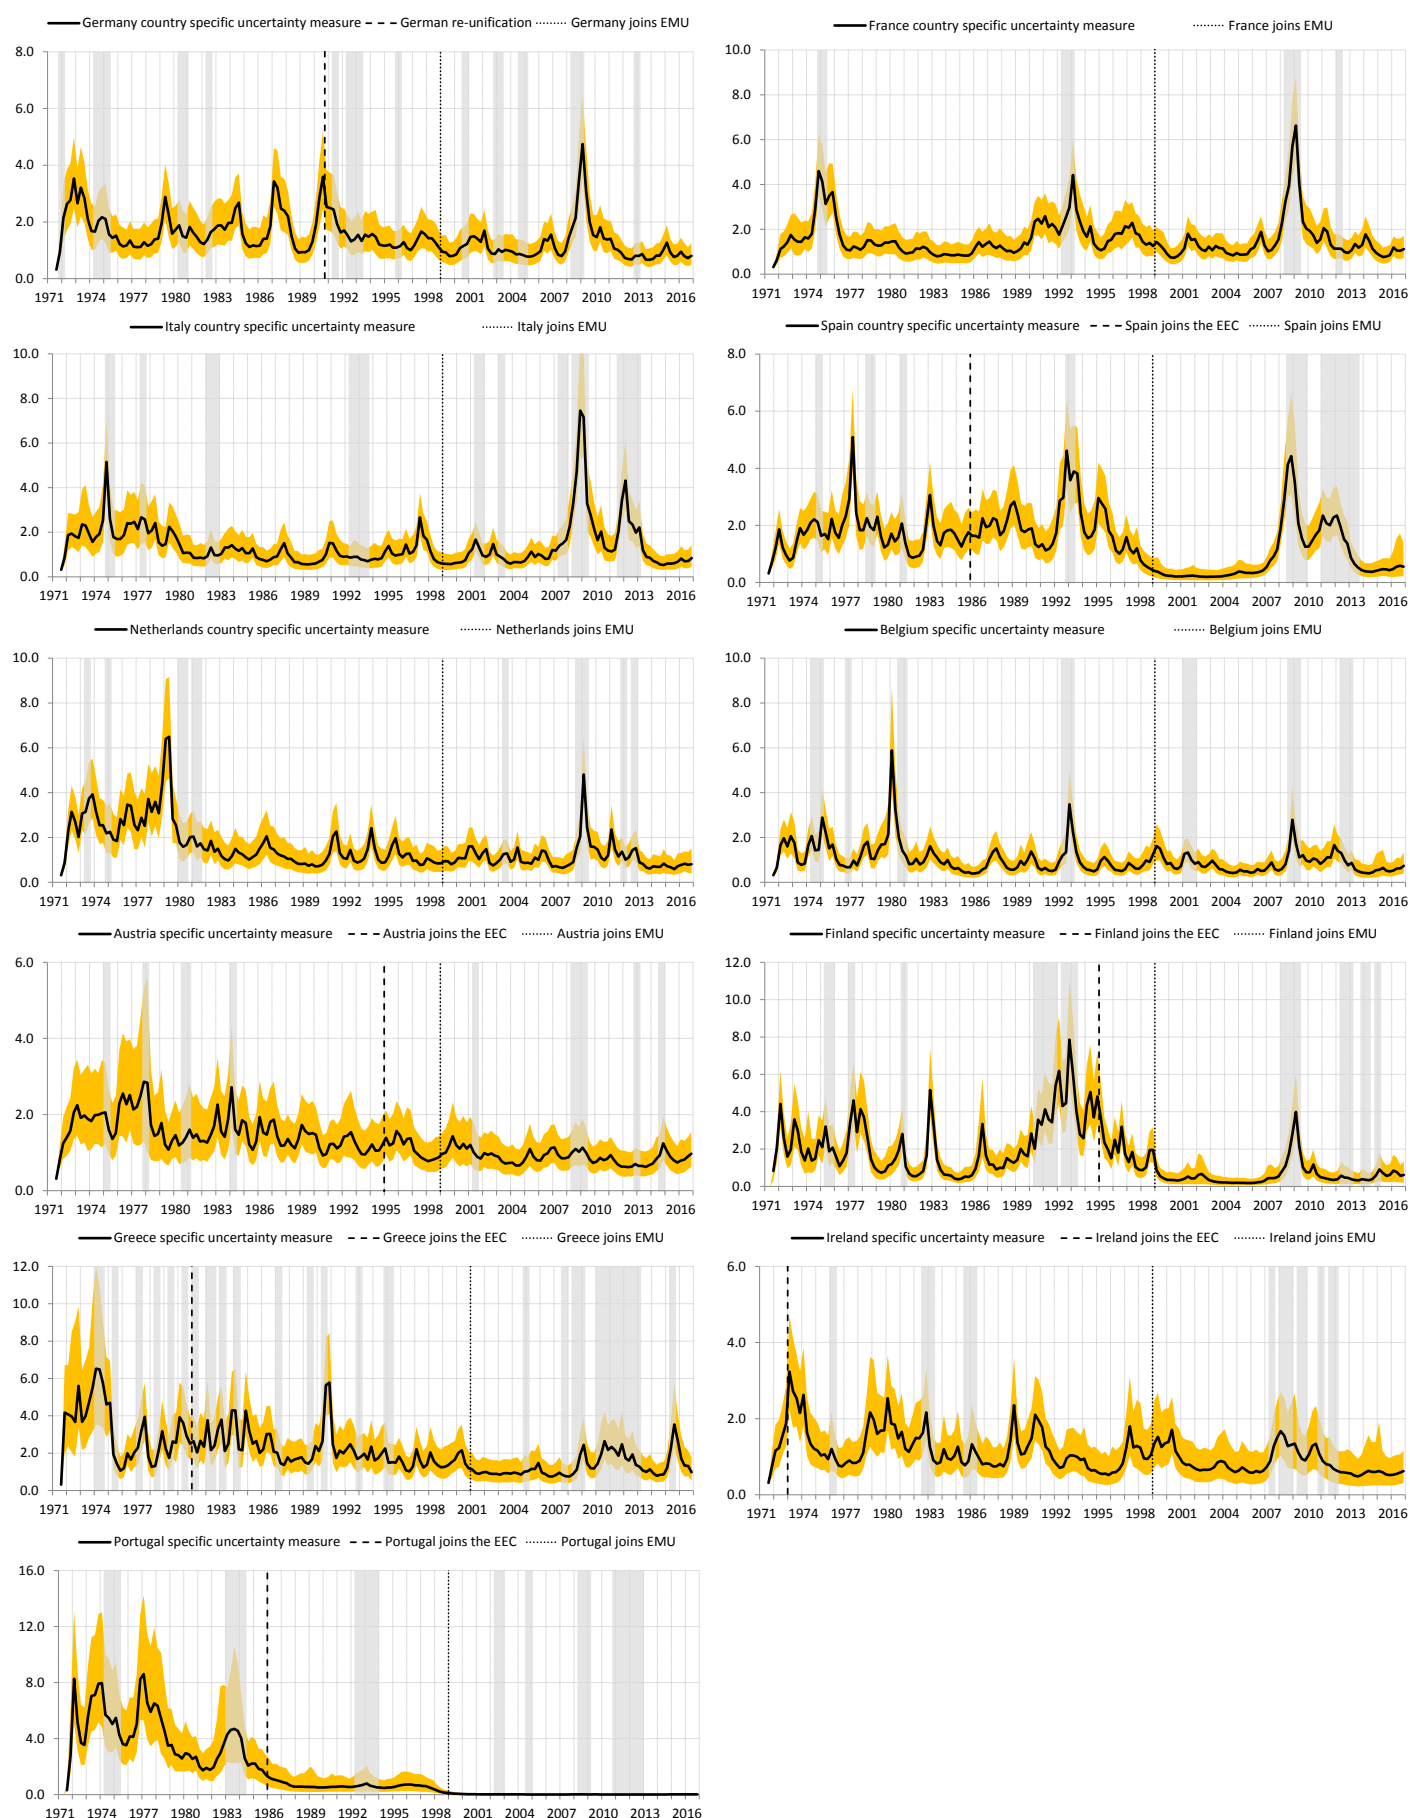 Germany country specific uncertainty measure German re-unification Germany joins EMU
8.0
6.0
4.0
2.0
0.0
1971 1974 1977 1980 1983 1986 1989 1992 1995 1998 2001 2004 2007 2010 2013 2016
France country specific uncertainty measure France joins EMU
10.0
8.0
6.0
4.0
2.0
0.0
1971 1974 1977 1980 1983 1986 1989 1992 1995 1998 2001 2004 2007 2010 2013 2016
Italy country specific uncertainty measure Italy joins EMU
10.0
8.0
6.0
4.0
2.0
0.0
1971 1974 1977 1980 1983 1986 1989 1992 1995 1998 2001 2004 2007 2010 2013 2016
Spain country specific uncertainty measure Spain joins the EEC Spain joins EMU
8.0
6.0
4.0
2.0
0.0
1971 1974 1977 1980 1983 1986 1989 1992 1995 1998 2001 2004 2007 2010 2013 2016
Netherlands country specific uncertainty measure Netherlands joins EMU
10.0
8.0
6.0
4.0
2.0
0.0
1971 1974 1977 1980 1983 1986 1989 1992 1995 1998 2001 2004 2007 2010 2013 2016
Belgium specific uncertainty measure Belgium joins EMU
10.0
8.0
6.0
4.0
2.0
0.0
1971 1974 1977 1980 1983 1986 1989 1992 1995 1998 2001 2004 2007 2010 2013 2016
Austria specific uncertainty measure Austria joins the EEC Austria joins EMU
6.0
4.0
2.0
0.0
1971 1974 1977 1980 1983 1986 1989 1992 1995 1998 2001 2004 2007 2010 2013 2016
Finland specific uncertainty measure Finland joins the EEC Finland joins EMU
12.0
10.0
8.0
6.0
4.0
2.0
0.0
1971 1974 1977 1980 1983 1986 1989 1992 1995 1998 2001 2004 2007 2010 2013 2016
Greece specific uncertainty measure Greece joins the EEC Greece joins EMU
12.0
10.0
8.0
6.0
4.0
2.0
0.0
1971 1974 1977 1980 1983 1986 1989 1992 1995 1998 2001 2004 2007 2010 2013 2016
Ireland specific uncertainty measure Ireland joins the EEC Ireland joins EMU
6.0
4.0
2.0
0.0
1971 1974 1977 1980 1983 1986 1989 1992 1995 1998 2001 2004 2007 2010 2013 2016
Portugal specific uncertainty measure Portugal joins the EEC Portugal joins EMU
16.0
12.0
8.0
4.0
0.0
1971 1974 1977 1980 1983 1986 1989 1992 1995 1998 2001 2004 2007 2010 2013 2016